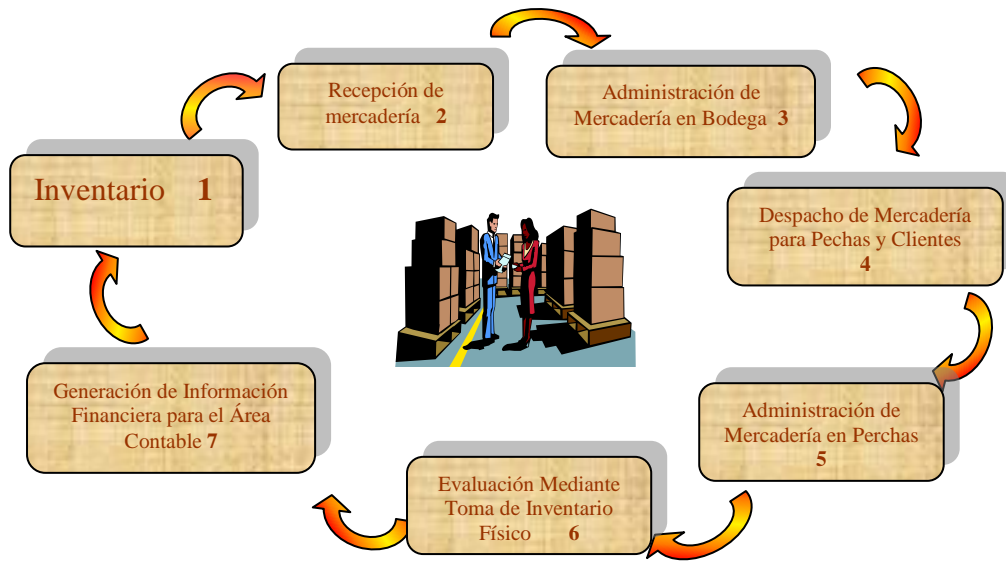 Inventario 1
Recepción de
mercadería 2
Administración de
Mercadería en Bodega 3
Despacho de Mercadería
para Pechas y Clientes
4
Administración de
Mercadería en Perchas
5
Evaluación Mediante
Toma de Inventario
Físico 6
Generación de Información
Financiera para el Área
Contable 7